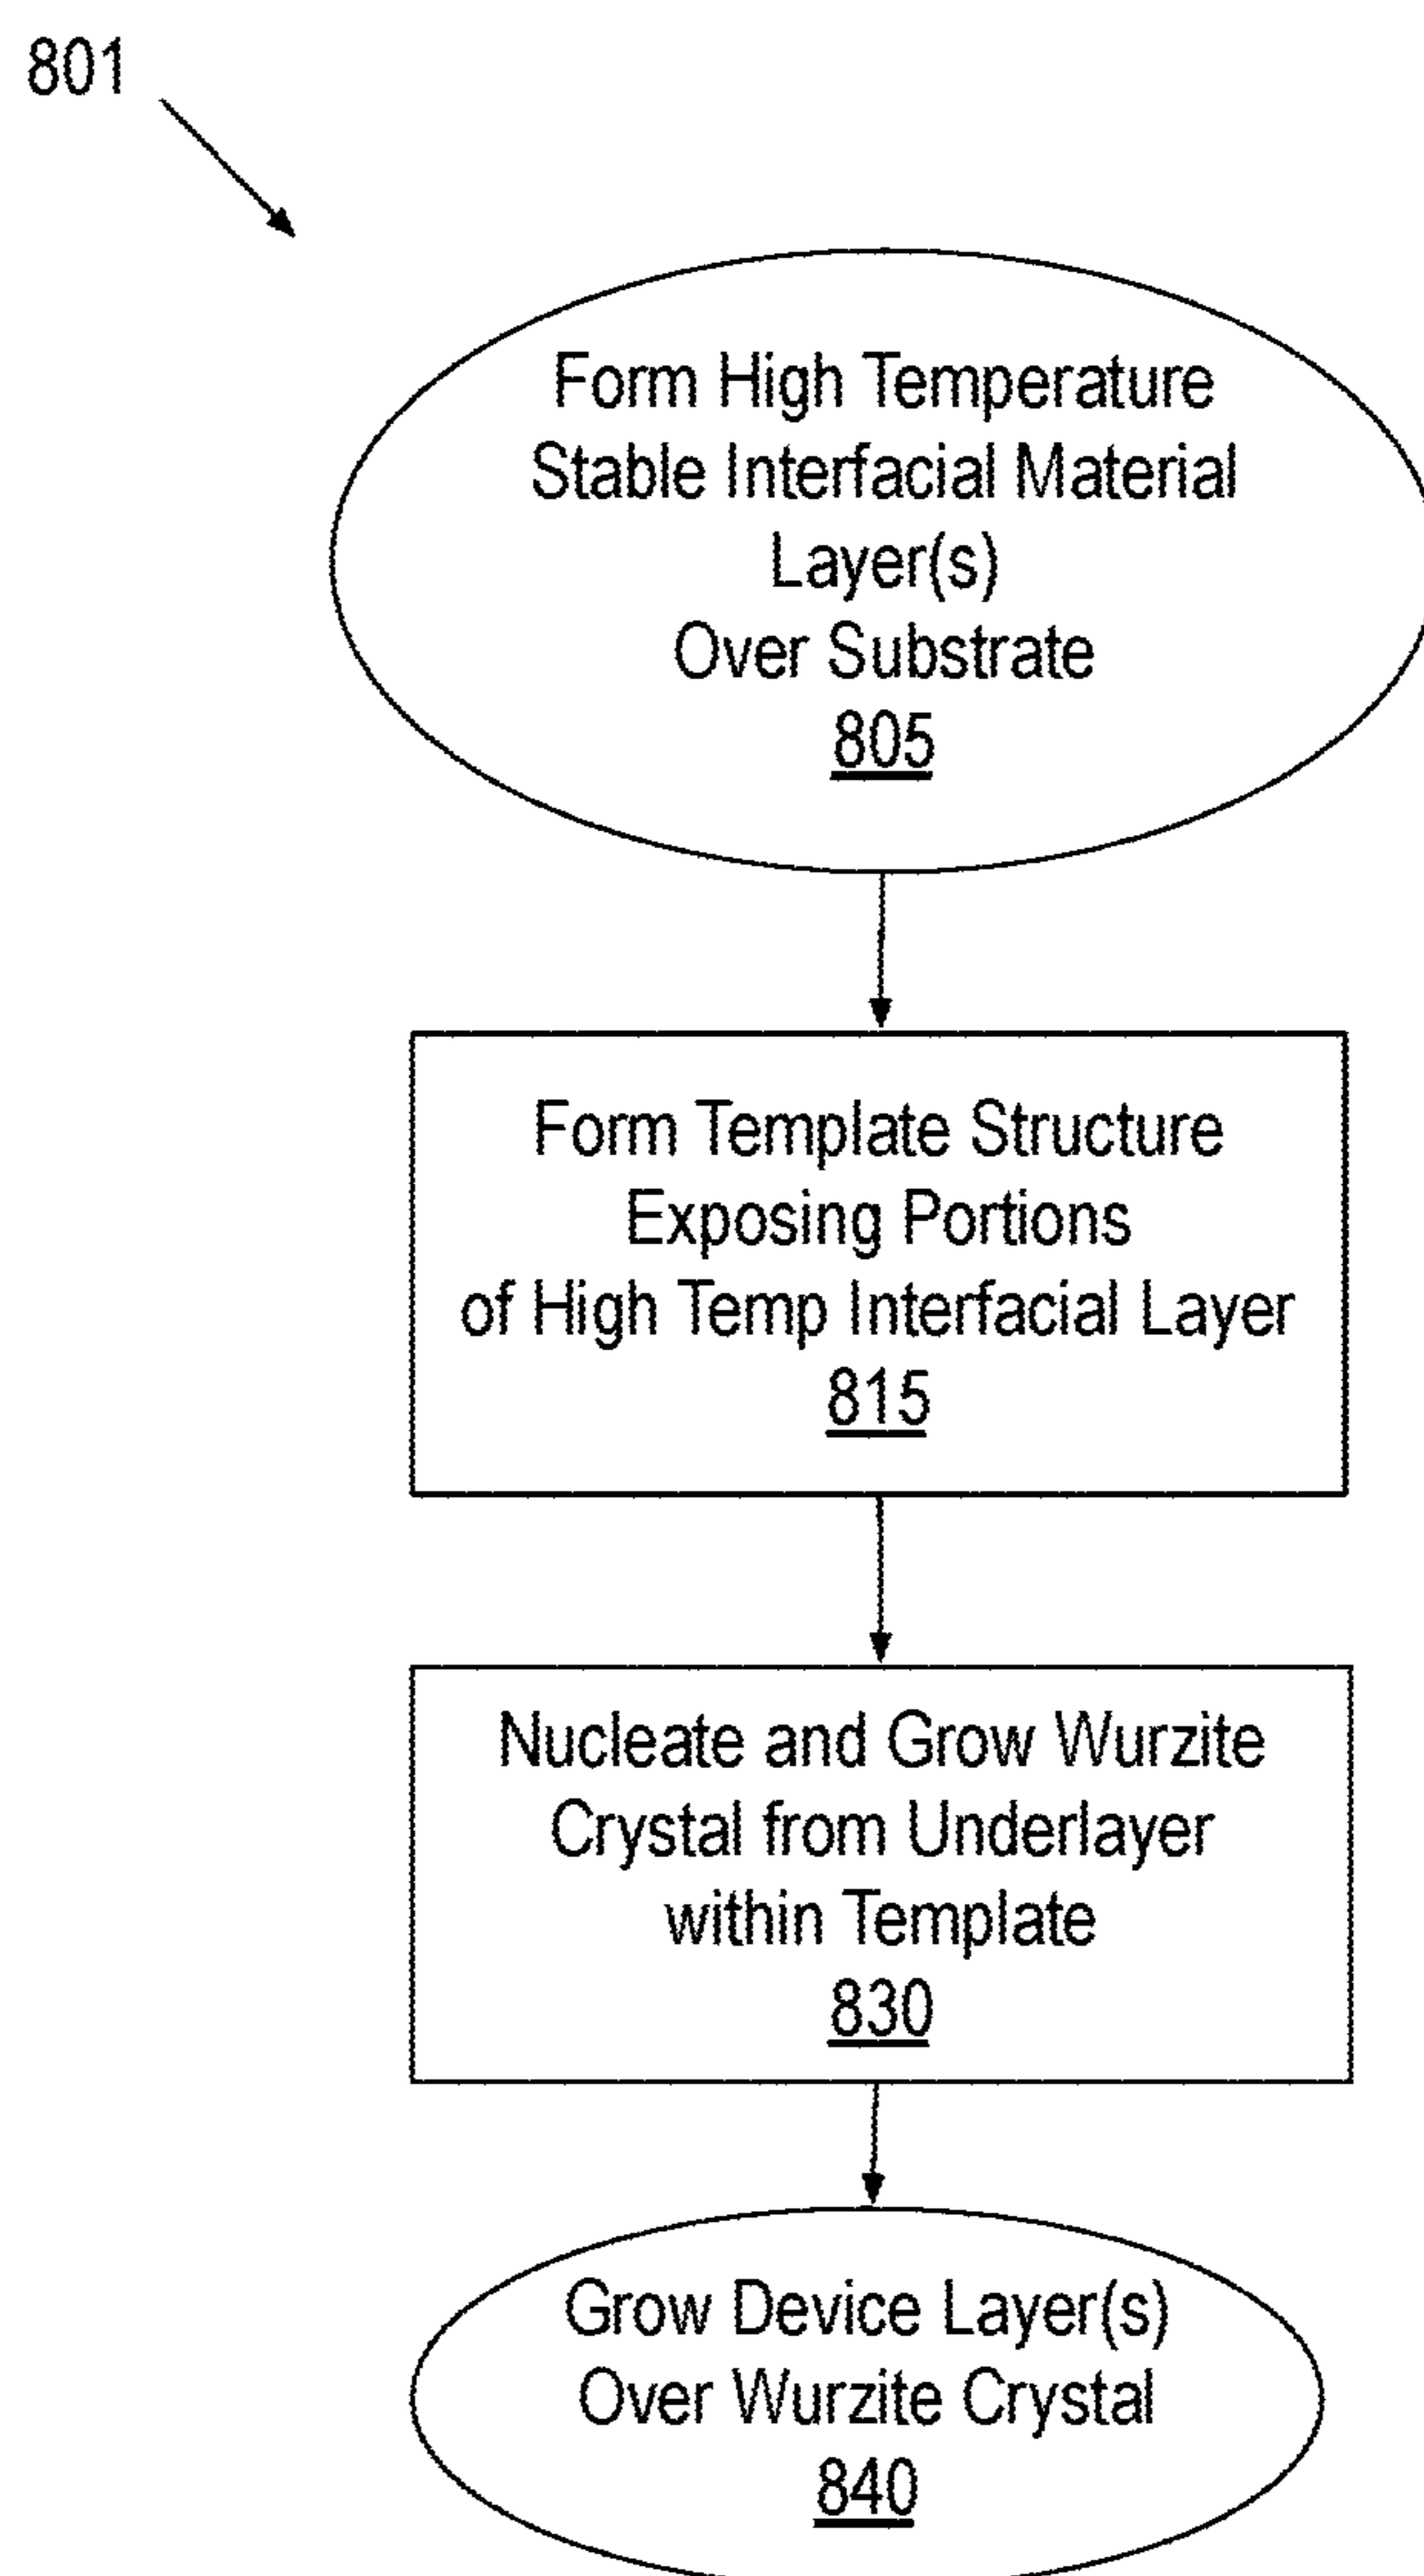 801
Form High Temperature
Stable Interfacial Material
Layer(s)
Over Substrate
805
Form Template Structure
Exposing Portions
of High Temp Interfacial Layer
815
Nucleate and Grow Wurzite
Crystal from Underlayer
within Template
830
Grow Device Layer(s)
Over Wurzite Crystal
840